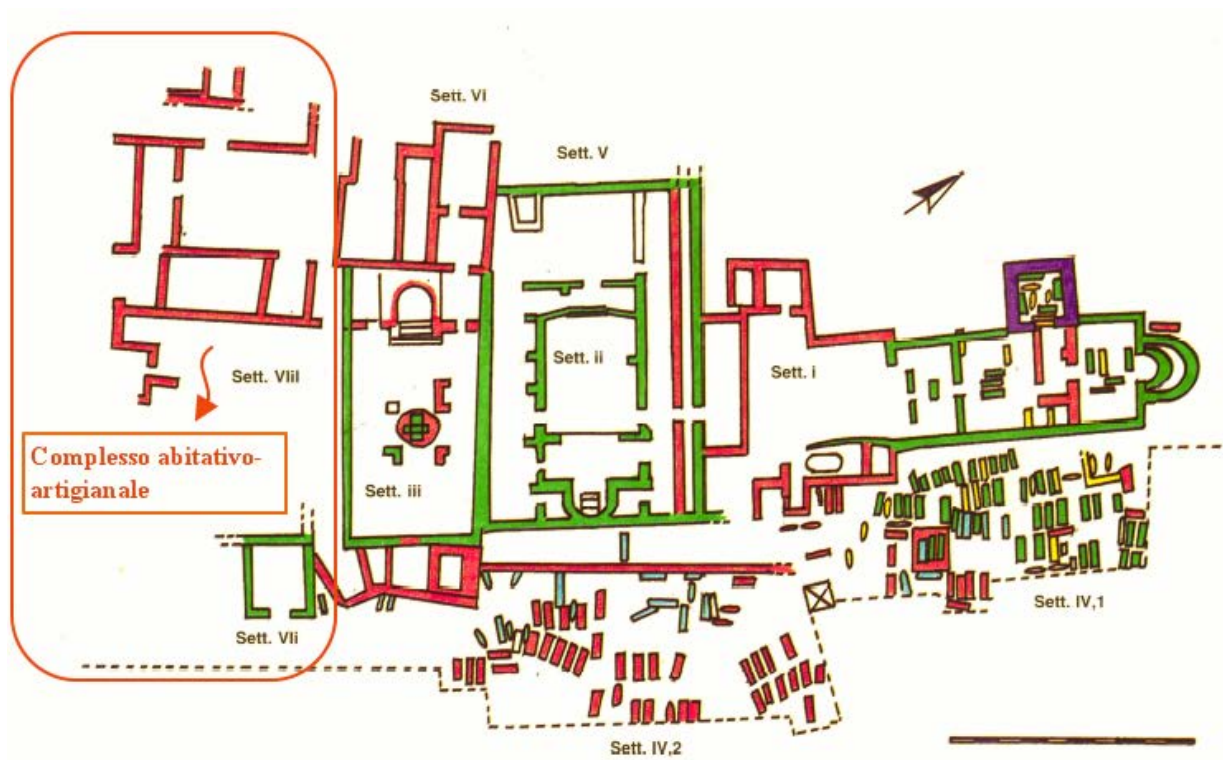 Sett. VI
Sett. V
Sett. ii
Sett. i
Sett. VIiI
Complesso abitativo-
artigianale
Sett. iii
Sett. IV,1
Sett. VIi
Sett. IV,2